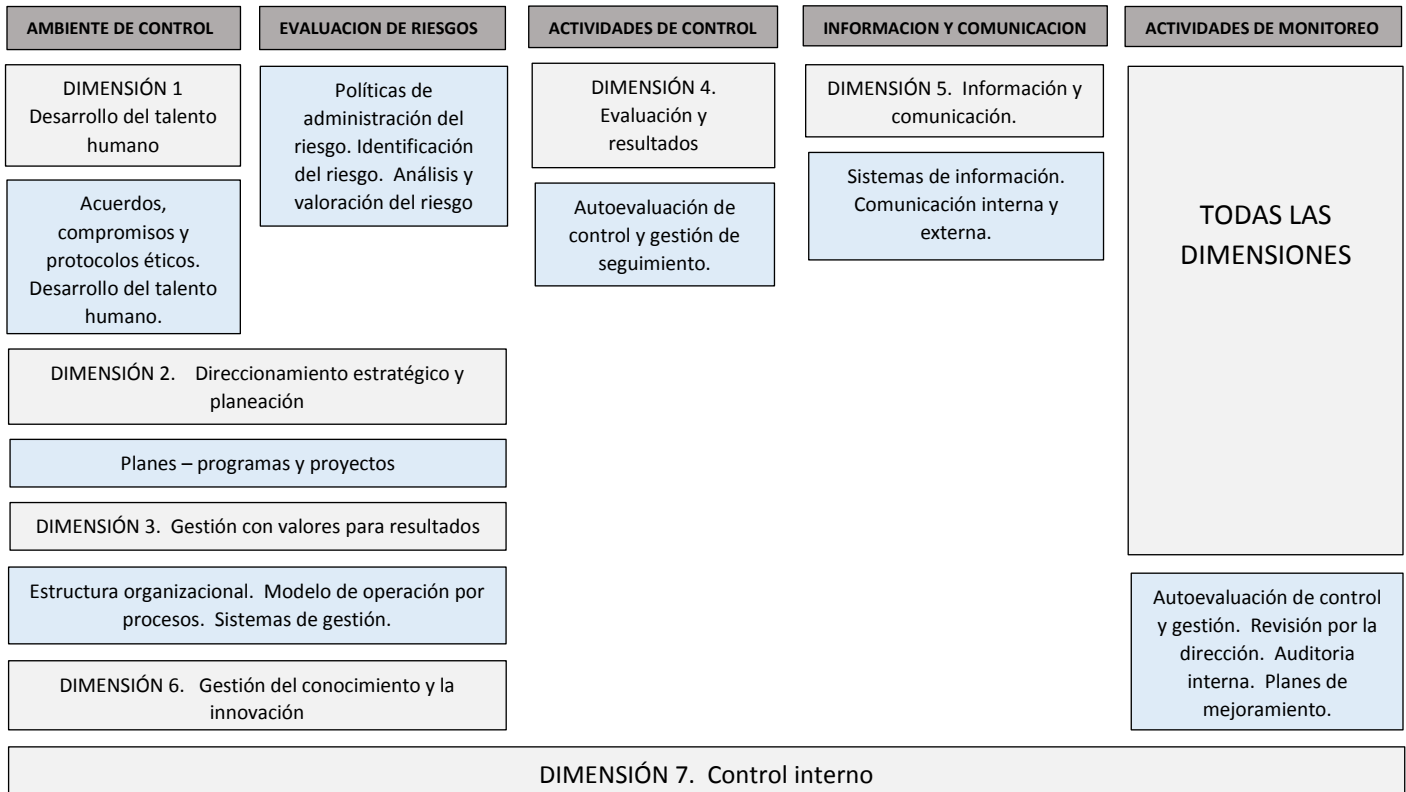 AMBIENTE DE CONTROL
EVALUACION DE RIESGOS
ACTIVIDADES DE CONTROL
INFORMACION Y COMUNICACION
ACTIVIDADES DE MONITOREO
DIMENSIÓN 1
Desarrollo del talento
humano
Acuerdos,
compromisos y
protocolos éticos.
Desarrollo del talento
humano.
Políticas de
administración del
riesgo. Identificación
del riesgo. Análisis y
valoración del riesgo
DIMENSIÓN 4.
Evaluación y
resultados
Autoevaluación de
control y gestión de
seguimiento.
DIMENSIÓN 5. Información y
comunicación.
Sistemas de información.
Comunicación interna y
externa.
TODAS LAS
DIMENSIONES
DIMENSIÓN 2. Direccionamiento estratégico y
planeación
Planes – programas y proyectos
DIMENSIÓN 3. Gestión con valores para resultados
Estructura organizacional. Modelo de operación por
procesos. Sistemas de gestión.
DIMENSIÓN 6. Gestión del conocimiento y la
innovación
Autoevaluación de control
y gestión. Revisión por la
dirección. Auditoria
interna. Planes de
mejoramiento.
DIMENSIÓN 7. Control interno